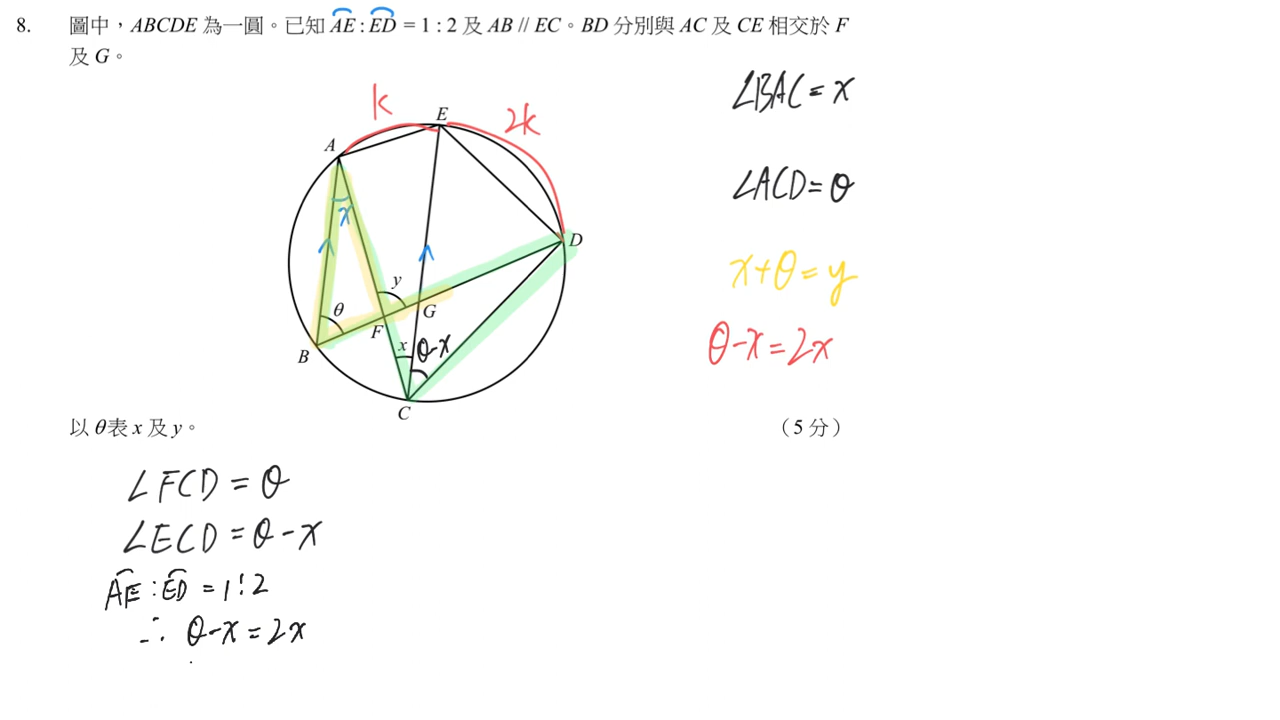 8. 圖中，ABCDE 為一圓。已知 AE : ED = 1 : 2 及 AB // EC。BD 分別與 AC 及 CE 相交於 F
及 G。
∠BAC = x
k
E
2k
A
∠ACD = θ
x
D
y
x + θ = y
θ
G
F
x
θ-x
θ - x = 2x
B
C
以 θ表 x 及 y。 （5 分）
∠FCD = θ
∠ECD = θ - x
AE : ED = 1 : 2
∴ θ - x = 2x